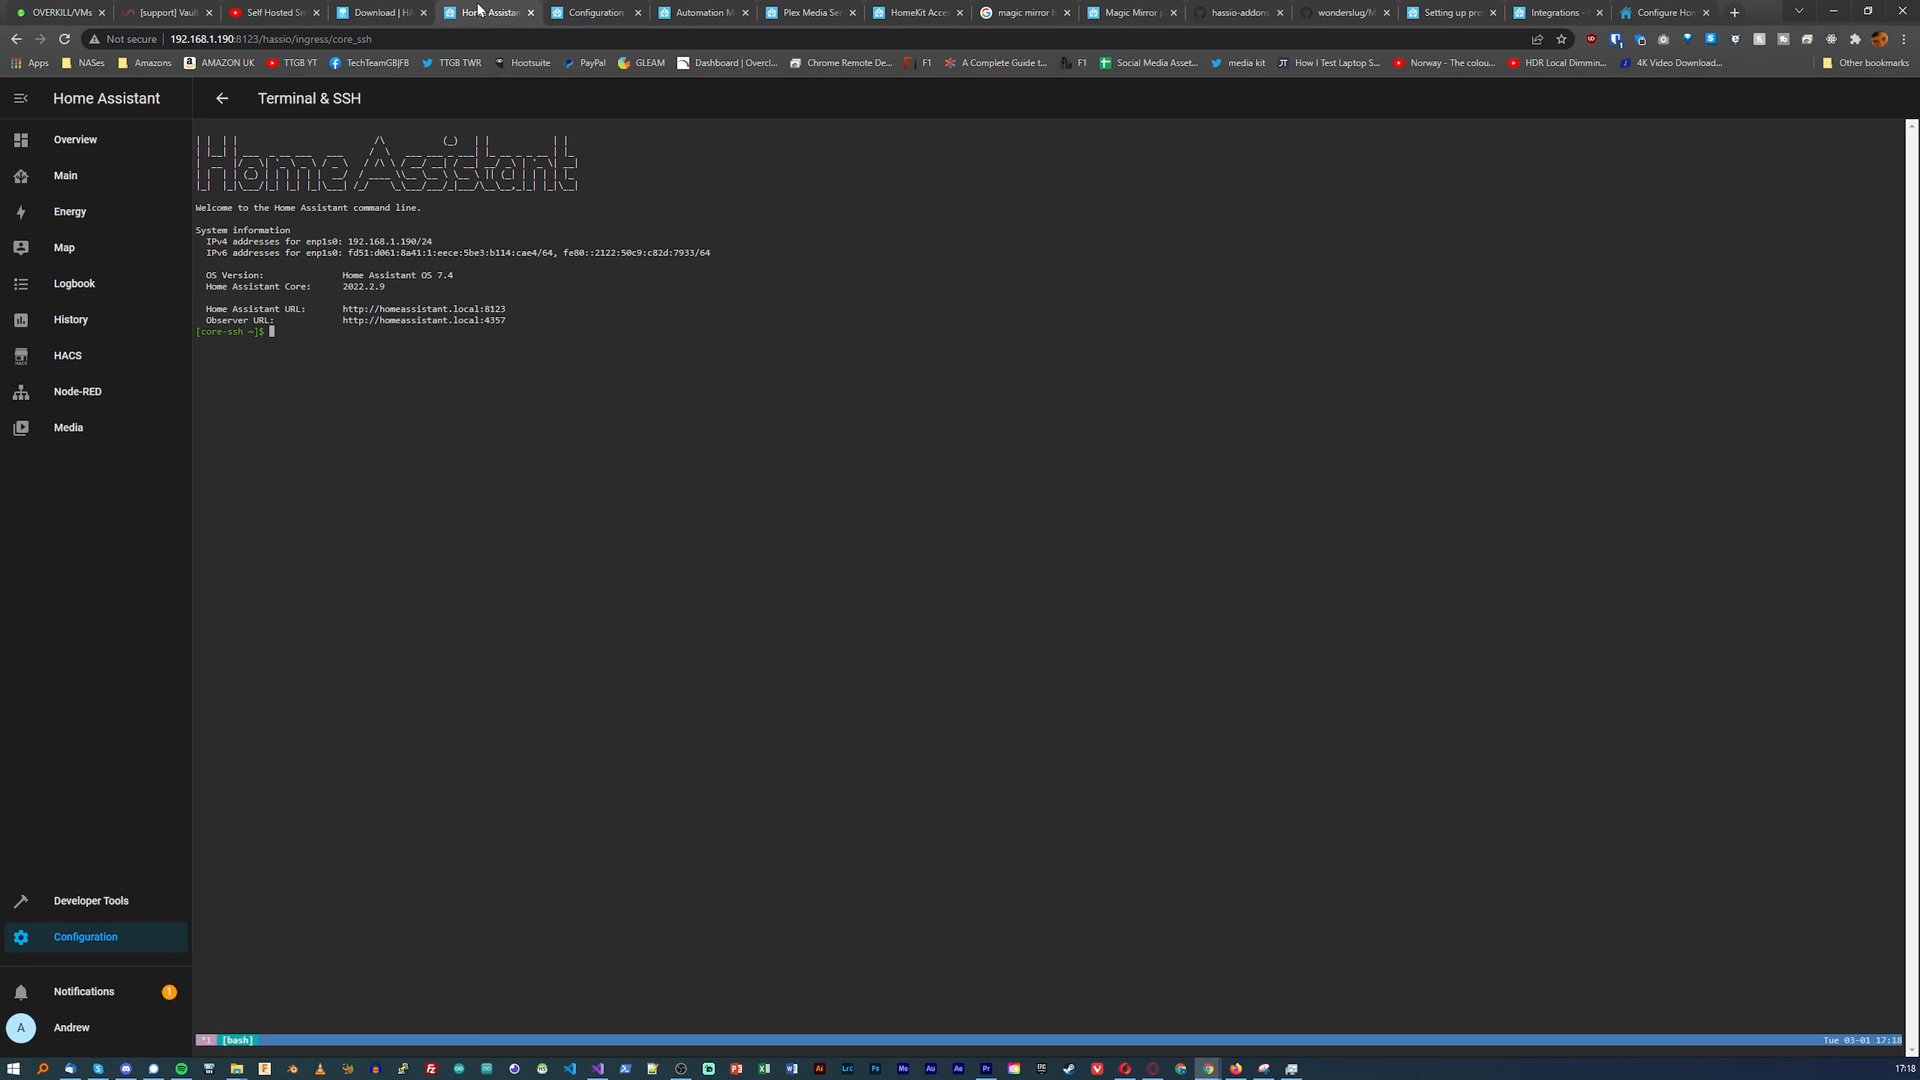 OVERKILL/VMs
[support] Vaul
Self Hosted Sm
Download | HA
Home Assistan
Configuration
Automation M
Plex Media Ser
HomeKit Acce
magic mirror h
Magic Mirror
hassio-addons
wonderslug/M
Setting up pre
Integrations -
Configure Hom
Not secure
192.168.1.190:8123/hassio/ingress/core_ssh
Apps
NASes
Amazons
AMAZON UK
TTGB YT
TechTeamGB|FB
TTGB TWR
Hootsuite
PayPal
GLEAM
Dashboard | Overcl...
Chrome Remote De...
F1
A Complete Guide t...
F1
Social Media Asset...
media kit
How I Test Laptop S...
Norway - The colou...
HDR Local Dimmin...
4K Video Download...
Other bookmarks
Home Assistant
Terminal & SSH
Overview
Main
Energy
Map
Logbook
History
HACS
Node-RED
Media
Developer Tools
Configuration
Notifications
1
A
Andrew
Home Assistant
Welcome to the Home Assistant command line.
System information
IPv4 addresses for enp1s0: 192.168.1.190/24
IPv6 addresses for enp1s0: fd51:d061:8a41:1:eece:5be3:b114:cae4/64, fe80::2122:50c9:c82d:7933/64
OS Version: Home Assistant OS 7.4
Home Assistant Core: 2022.2.9
Home Assistant URL: http://homeassistant.local:8123
Observer URL: http://homeassistant.local:4357
[core-ssh ~]$
*1 [bash]
Tue 03-01 17:18
17:18